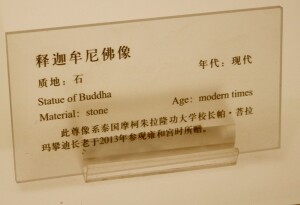 释迦牟尼佛像
质地：石 年代：现代
Statue of Buddha
Material: stone Age: modern times
此尊像系泰国摩柯朱拉隆功大学校长帕·普拉
玛攀迪长老于2013年参观雍和宫时所赠。